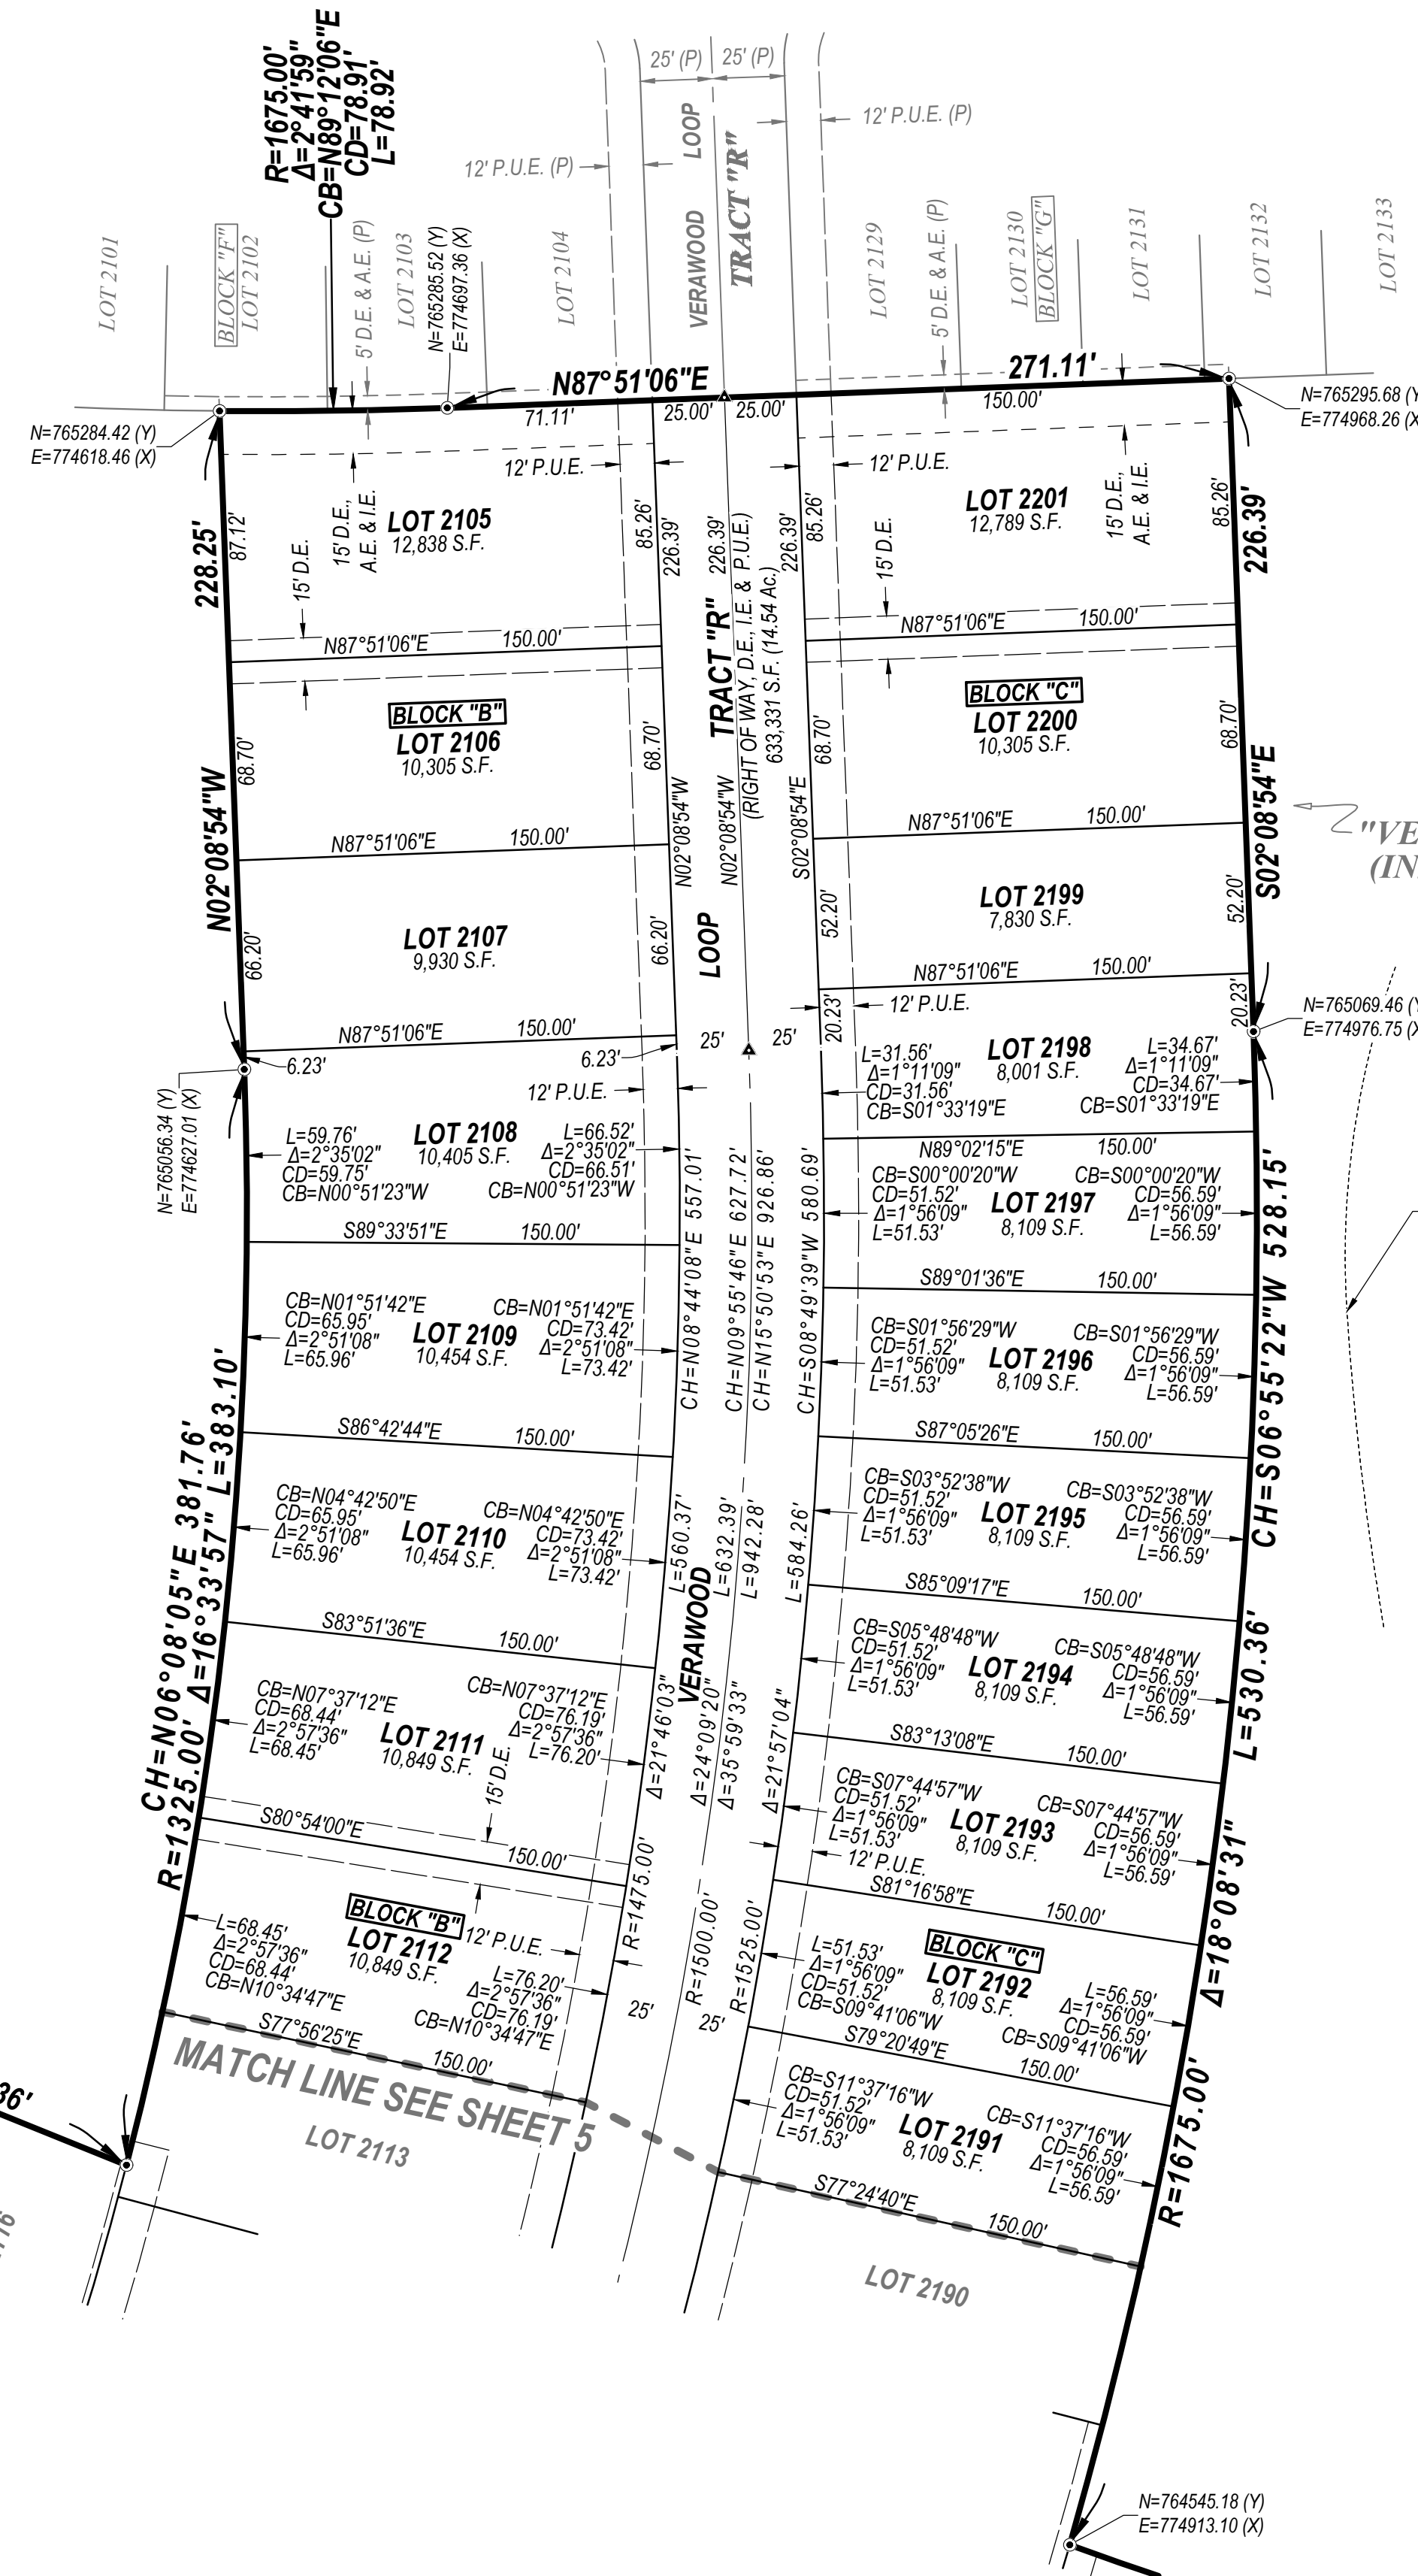 R=1675.00'
Δ=2°41'59"
CB=N89°12'06"E
CD=78.91'
L=78.92'
25' (P)
25' (P)
12' P.U.E. (P)
12' P.U.E. (P)
VERAWOOD LOOP
TRACT "R"
LOT 2101
BLOCK "F"
LOT 2102
5' D.E. & A.E. (P)
LOT 2103
N=765285.52 (Y)
E=774697.36 (X)
LOT 2104
LOT 2129
5' D.E. & A.E. (P)
LOT 2130
BLOCK "G"
LOT 2131
LOT 2132
LOT 2133
N87°51'06"E
271.11'
71.11'
25.00'
25.00'
150.00'
N=765284.42 (Y)
E=774618.46 (X)
N=765295.68 (Y
E=774968.26 (X
228.25'
87.12'
12' P.U.E.
15' D.E.,
A.E. & I.E.
LOT 2105
12,838 S.F.
15' D.E.
85.26'
226.39'
226.39'
226.39'
85.26'
12' P.U.E.
LOT 2201
12,789 S.F.
15' D.E.
15' D.E.,
A.E. & I.E.
85.26'
226.39'
N87°51'06"E 150.00'
N87°51'06"E 150.00'
TRACT "R"
(RIGHT OF WAY, D.E., I.E. & P.U.E.)
633,331 S.F. (14.54 Ac.)
BLOCK "B"
LOT 2106
10,305 S.F.
68.70'
68.70'
BLOCK "C"
LOT 2200
10,305 S.F.
68.70'
68.70'
N02°08'54"W
N02°08'54"W
N02°08'54"W
S02°08'54"E
S02°08'54"E
"VE
(IN
N87°51'06"E 150.00'
N87°51'06"E 150.00'
LOT 2107
9,930 S.F.
66.20'
66.20'
LOOP
LOT 2199
7,830 S.F.
52.20'
52.20'
N87°51'06"E 150.00'
N87°51'06"E 150.00'
6.23'
6.23'
25'
25'
20.23'
12' P.U.E.
20.23'
N=765069.46 (Y
E=774976.75 (X
N=765056.34 (Y)
E=774627.01 (X)
12' P.U.E.
L=31.56'
Δ=1°11'09"
CD=31.56'
CB=S01°33'19"E
LOT 2198
8,001 S.F.
L=34.67'
Δ=1°11'09"
CD=34.67'
CB=S01°33'19"E
L=59.76'
Δ=2°35'02"
CD=59.75'
CB=N00°51'23"W
LOT 2108
10,405 S.F.
L=66.52'
Δ=2°35'02"
CD=66.51'
CB=N00°51'23"W
N89°02'15"E 150.00'
S89°33'51"E 150.00'
CB=S00°00'20"W
CD=51.52'
Δ=1°56'09"
L=51.53'
LOT 2197
8,109 S.F.
CB=S00°00'20"W
CD=56.59'
Δ=1°56'09"
L=56.59'
S89°01'36"E 150.00'
CB=N01°51'42"E
CD=65.95'
Δ=2°51'08"
L=65.96'
LOT 2109
10,454 S.F.
CB=N01°51'42"E
CD=73.42'
Δ=2°51'08"
L=73.42'
CB=S01°56'29"W
CD=51.52'
Δ=1°56'09"
L=51.53'
LOT 2196
8,109 S.F.
CB=S01°56'29"W
CD=56.59'
Δ=1°56'09"
L=56.59'
S86°42'44"E 150.00'
S87°05'26"E 150.00'
CB=N04°42'50"E
CD=65.95'
Δ=2°51'08"
L=65.96'
LOT 2110
10,454 S.F.
CB=N04°42'50"E
CD=73.42'
Δ=2°51'08"
L=73.42'
CB=S03°52'38"W
CD=51.52'
Δ=1°56'09"
L=51.53'
LOT 2195
8,109 S.F.
CB=S03°52'38"W
CD=56.59'
Δ=1°56'09"
L=56.59'
S83°51'36"E 150.00'
S85°09'17"E 150.00'
CB=N07°37'12"E
CD=68.44'
Δ=2°57'36"
L=68.45'
LOT 2111
10,849 S.F.
15' D.E.
CB=N07°37'12"E
CD=76.19'
Δ=2°57'36"
L=76.20'
CB=S05°48'48"W
CD=51.52'
Δ=1°56'09"
L=51.53'
LOT 2194
8,109 S.F.
CB=S05°48'48"W
CD=56.59'
Δ=1°56'09"
L=56.59'
S83°13'08"E 150.00'
S80°54'00"E 150.00'
CB=S07°44'57"W
CD=51.52'
Δ=1°56'09"
L=51.53'
LOT 2193
8,109 S.F.
CB=S07°44'57"W
CD=56.59'
Δ=1°56'09"
L=56.59'
12' P.U.E.
S81°16'58"E 150.00'
BLOCK "B"
LOT 2112
10,849 S.F.
12' P.U.E.
L=68.45'
Δ=2°57'36"
CD=68.44'
CB=N10°34'47"E
L=76.20'
Δ=2°57'36"
CD=76.19'
CB=N10°34'47"E
25'
25'
L=51.53'
Δ=1°56'09"
CD=51.52'
CB=S09°41'06"W
BLOCK "C"
LOT 2192
8,109 S.F.
L=56.59'
Δ=1°56'09"
CD=56.59'
CB=S09°41'06"W
S77°56'25"E 150.00'
S79°20'49"E 150.00'
CB=S11°37'16"W
CD=51.52'
Δ=1°56'09"
L=51.53'
LOT 2191
8,109 S.F.
CB=S11°37'16"W
CD=56.59'
Δ=1°56'09"
L=56.59'
S77°24'40"E 150.00'
CH=N06°08'05"E 381.76'
R=1325.00' Δ=16°33'57" L=383.10'
R=1475.00' Δ=21°46'03" L=560.37' CH=N08°44'08"E 557.01'
VERAWOOD
Δ=24°09'20" L=632.39' CH=N09°55'46"E 627.72'
R=1500.00' Δ=35°59'33" L=942.28' CH=N15°50'53"E 926.86'
R=1525.00' Δ=21°57'04" L=584.26' CH=S08°49'39"W 580.69'
R=1675.00' Δ=18°08'31" L=530.36' CH=S06°55'22"W 528.15'
MATCH LINE SEE SHEET 5
LOT 2113
LOT 2190
36'
776
N=764545.18 (Y)
E=774913.10 (X)